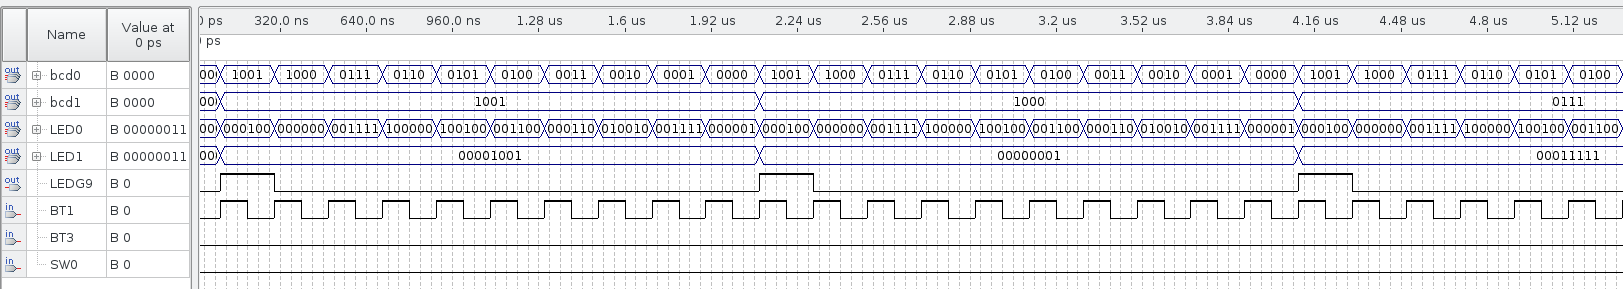 Name Value at 0 ps
ps 320.0 ns 640.0 ns 960.0 ns 1.28 us 1.6 us 1.92 us 2.24 us 2.56 us 2.88 us 3.2 us 3.52 us 3.84 us 4.16 us 4.48 us 4.8 us 5.12 us
ps
out bcd0 B 0000 00 1001 1000 0111 0110 0101 0100 0011 0010 0001 0000 1001 1000 0111 0110 0101 0100 0011 0010 0001 0000 1001 1000 0111 0110 0101 0100
out bcd1 B 0000 00 1001 1000 0111
out LED0 B 00000011 00 000100 000000 001111 100000 100100 001100 000110 010010 001111 000001 000100 000000 001111 100000 100100 001100 000110 010010 001111 000001 000100 000000 001111 100000 100100 001100
out LED1 B 00000011 00 00001001 00000001 00011111
out LEDG9 B 0
in BT1 B 0
in BT3 B 0
in SW0 B 0